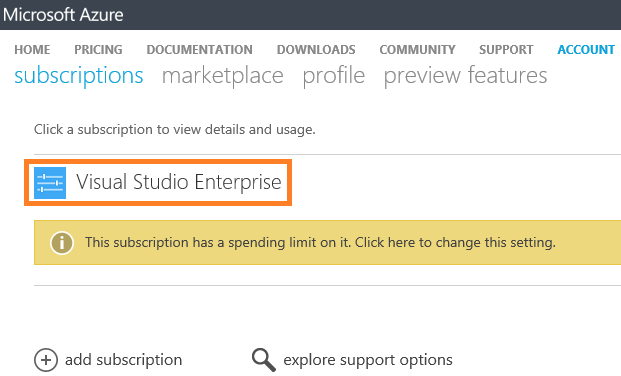 Microsoft Azure
HOME PRICING DOCUMENTATION DOWNLOADS COMMUNITY SUPPORT ACCOUNT
subscriptions marketplace profile preview features
Click a subscription to view details and usage.
Visual Studio Enterprise
This subscription has a spending limit on it. Click here to change this setting.
add subscription explore support options